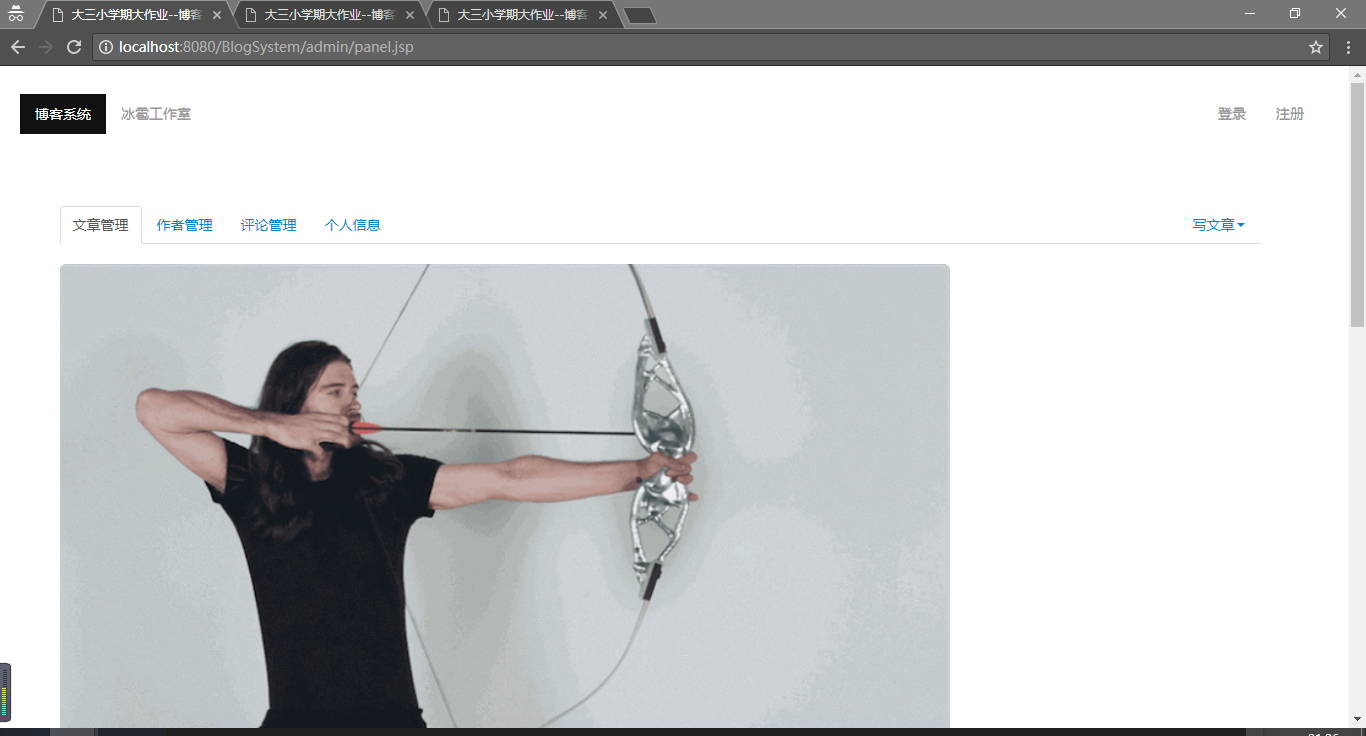 大三小学期大作业--博客 大三小学期大作业--博客 大三小学期大作业--博客
localhost:8080/BlogSystem/admin/panel.jsp
博客系统 冰雹工作室 登录 注册
文章管理 作者管理 评论管理 个人信息 写文章